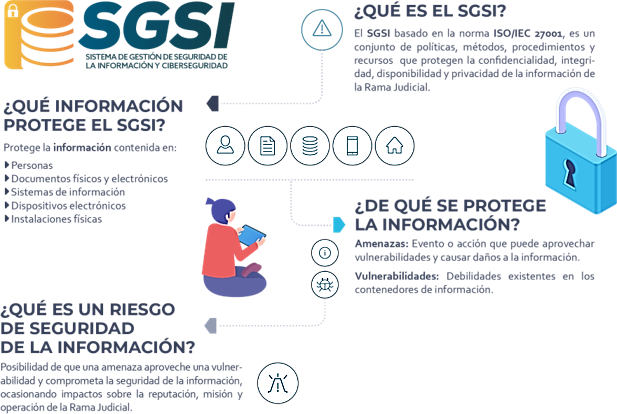 SGSI
SISTEMA DE GESTIÓN DE SEGURIDAD DE
LA INFORMACIÓN Y CIBERSEGURIDAD
¿QUÉ ES EL SGSI?
El SGSI basado en la norma ISO/IEC 27001, es un
conjunto de políticas, métodos, procedimientos y
recursos que protegen la confidencialidad, integri-
dad, disponibilidad y privacidad de la información de
la Rama Judicial.
¿QUÉ INFORMACIÓN
PROTEGE EL SGSI?
Protege la información contenida en:
Personas
Documentos físicos y electrónicos
Sistemas de información
Dispositivos electrónicos
Instalaciones físicas
¿DE QUÉ SE PROTEGE
LA INFORMACIÓN?
Amenazas: Evento o acción que puede aprovechar
vulnerabilidades y causar daños a la información.
Vulnerabilidades: Debilidades existentes en los
contenedores de información.
¿QUÉ ES UN RIESGO
DE SEGURIDAD
DE LA INFORMACIÓN?
Posibilidad de que una amenaza aproveche una vulner-
abilidad y comprometa la seguridad de la información,
ocasionando impactos sobre la reputación, misión y
operación de la Rama Judicial.